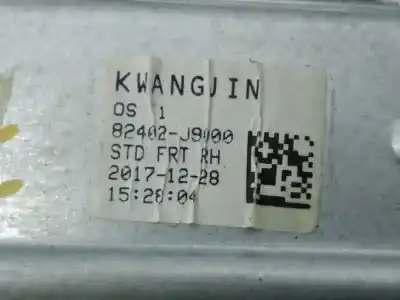 KWANGJIN
OS 1
82402-J9000
STD FRT RH
2017-12-28
15:28:04